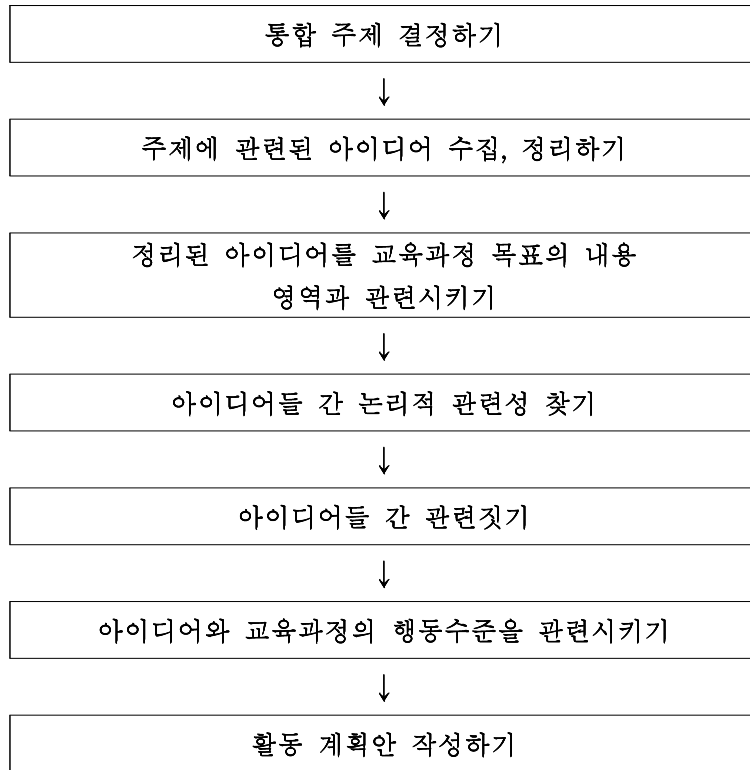 통합 주제 결정하기
↓
주제에 관련된 아이디어 수집, 정리하기
↓
정리된 아이디어를 교육과정 목표의 내용
영역과 관련시키기
↓
아이디어들 간 논리적 관련성 찾기
↓
아이디어들 간 관련짓기
↓
아이디어와 교육과정의 행동수준을 관련시키기
↓
활동 계획안 작성하기